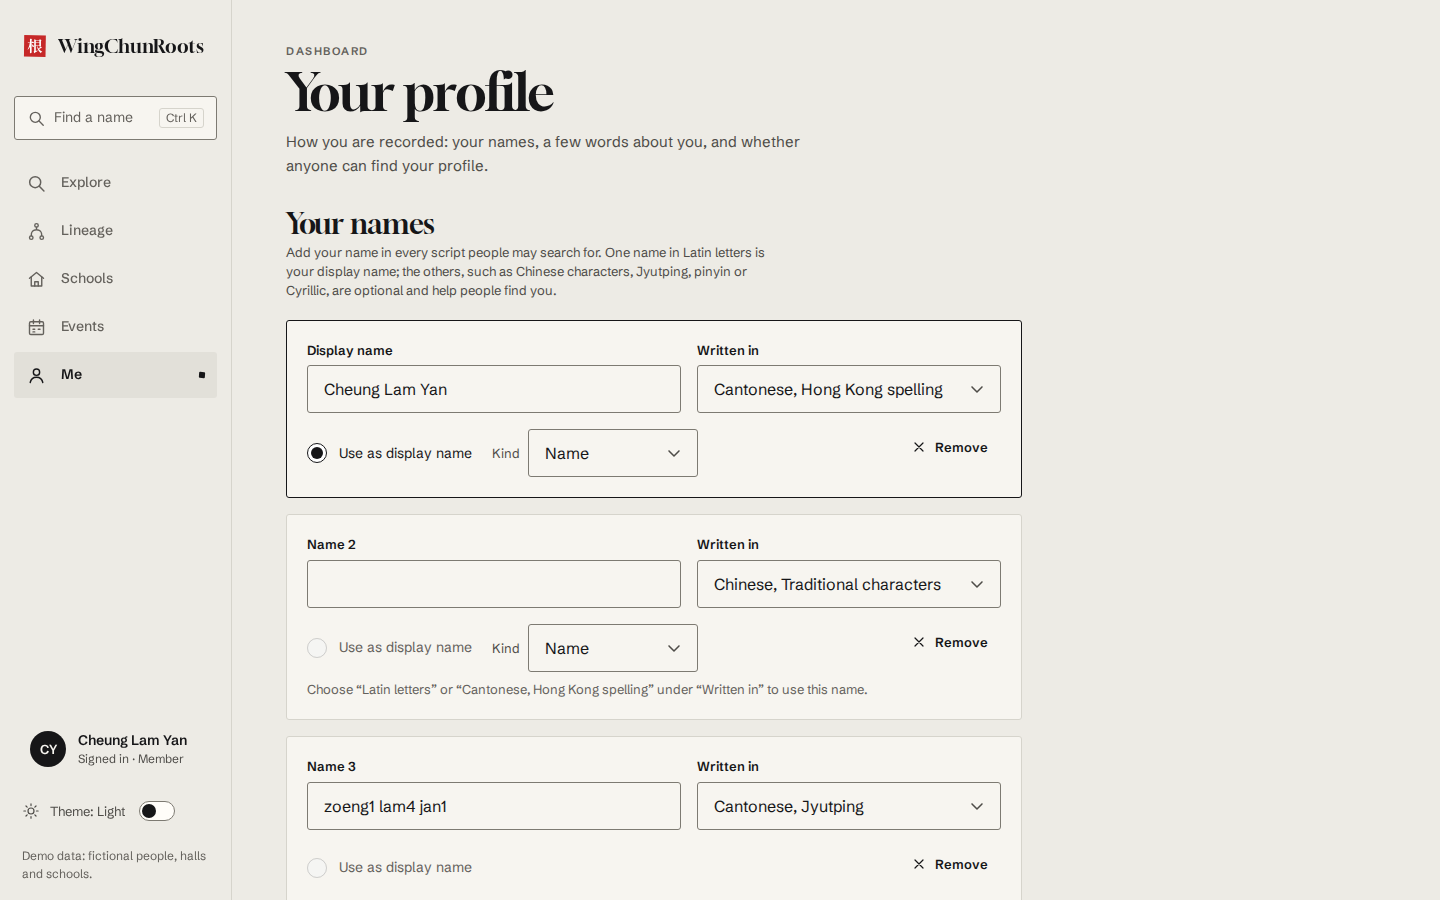 根 WingChunRoots
Find a name Ctrl K
Explore
Lineage
Schools
Events
Me
CY Cheung Lam Yan
Signed in · Member
Theme: Light
Demo data: fictional people, halls
and schools.
DASHBOARD
Your profile
How you are recorded: your names, a few words about you, and whether
anyone can find your profile.
Your names
Add your name in every script people may search for. One name in Latin letters is
your display name; the others, such as Chinese characters, Jyutping, pinyin or
Cyrillic, are optional and help people find you.
Display name Written in
Cheung Lam Yan Cantonese, Hong Kong spelling
Use as display name Kind Name Remove
Name 2 Written in
Chinese, Traditional characters
Use as display name Kind Name Remove
Choose “Latin letters” or “Cantonese, Hong Kong spelling” under “Written in” to use this name.
Name 3 Written in
zoeng1 lam4 jan1 Cantonese, Jyutping
Use as display name Remove